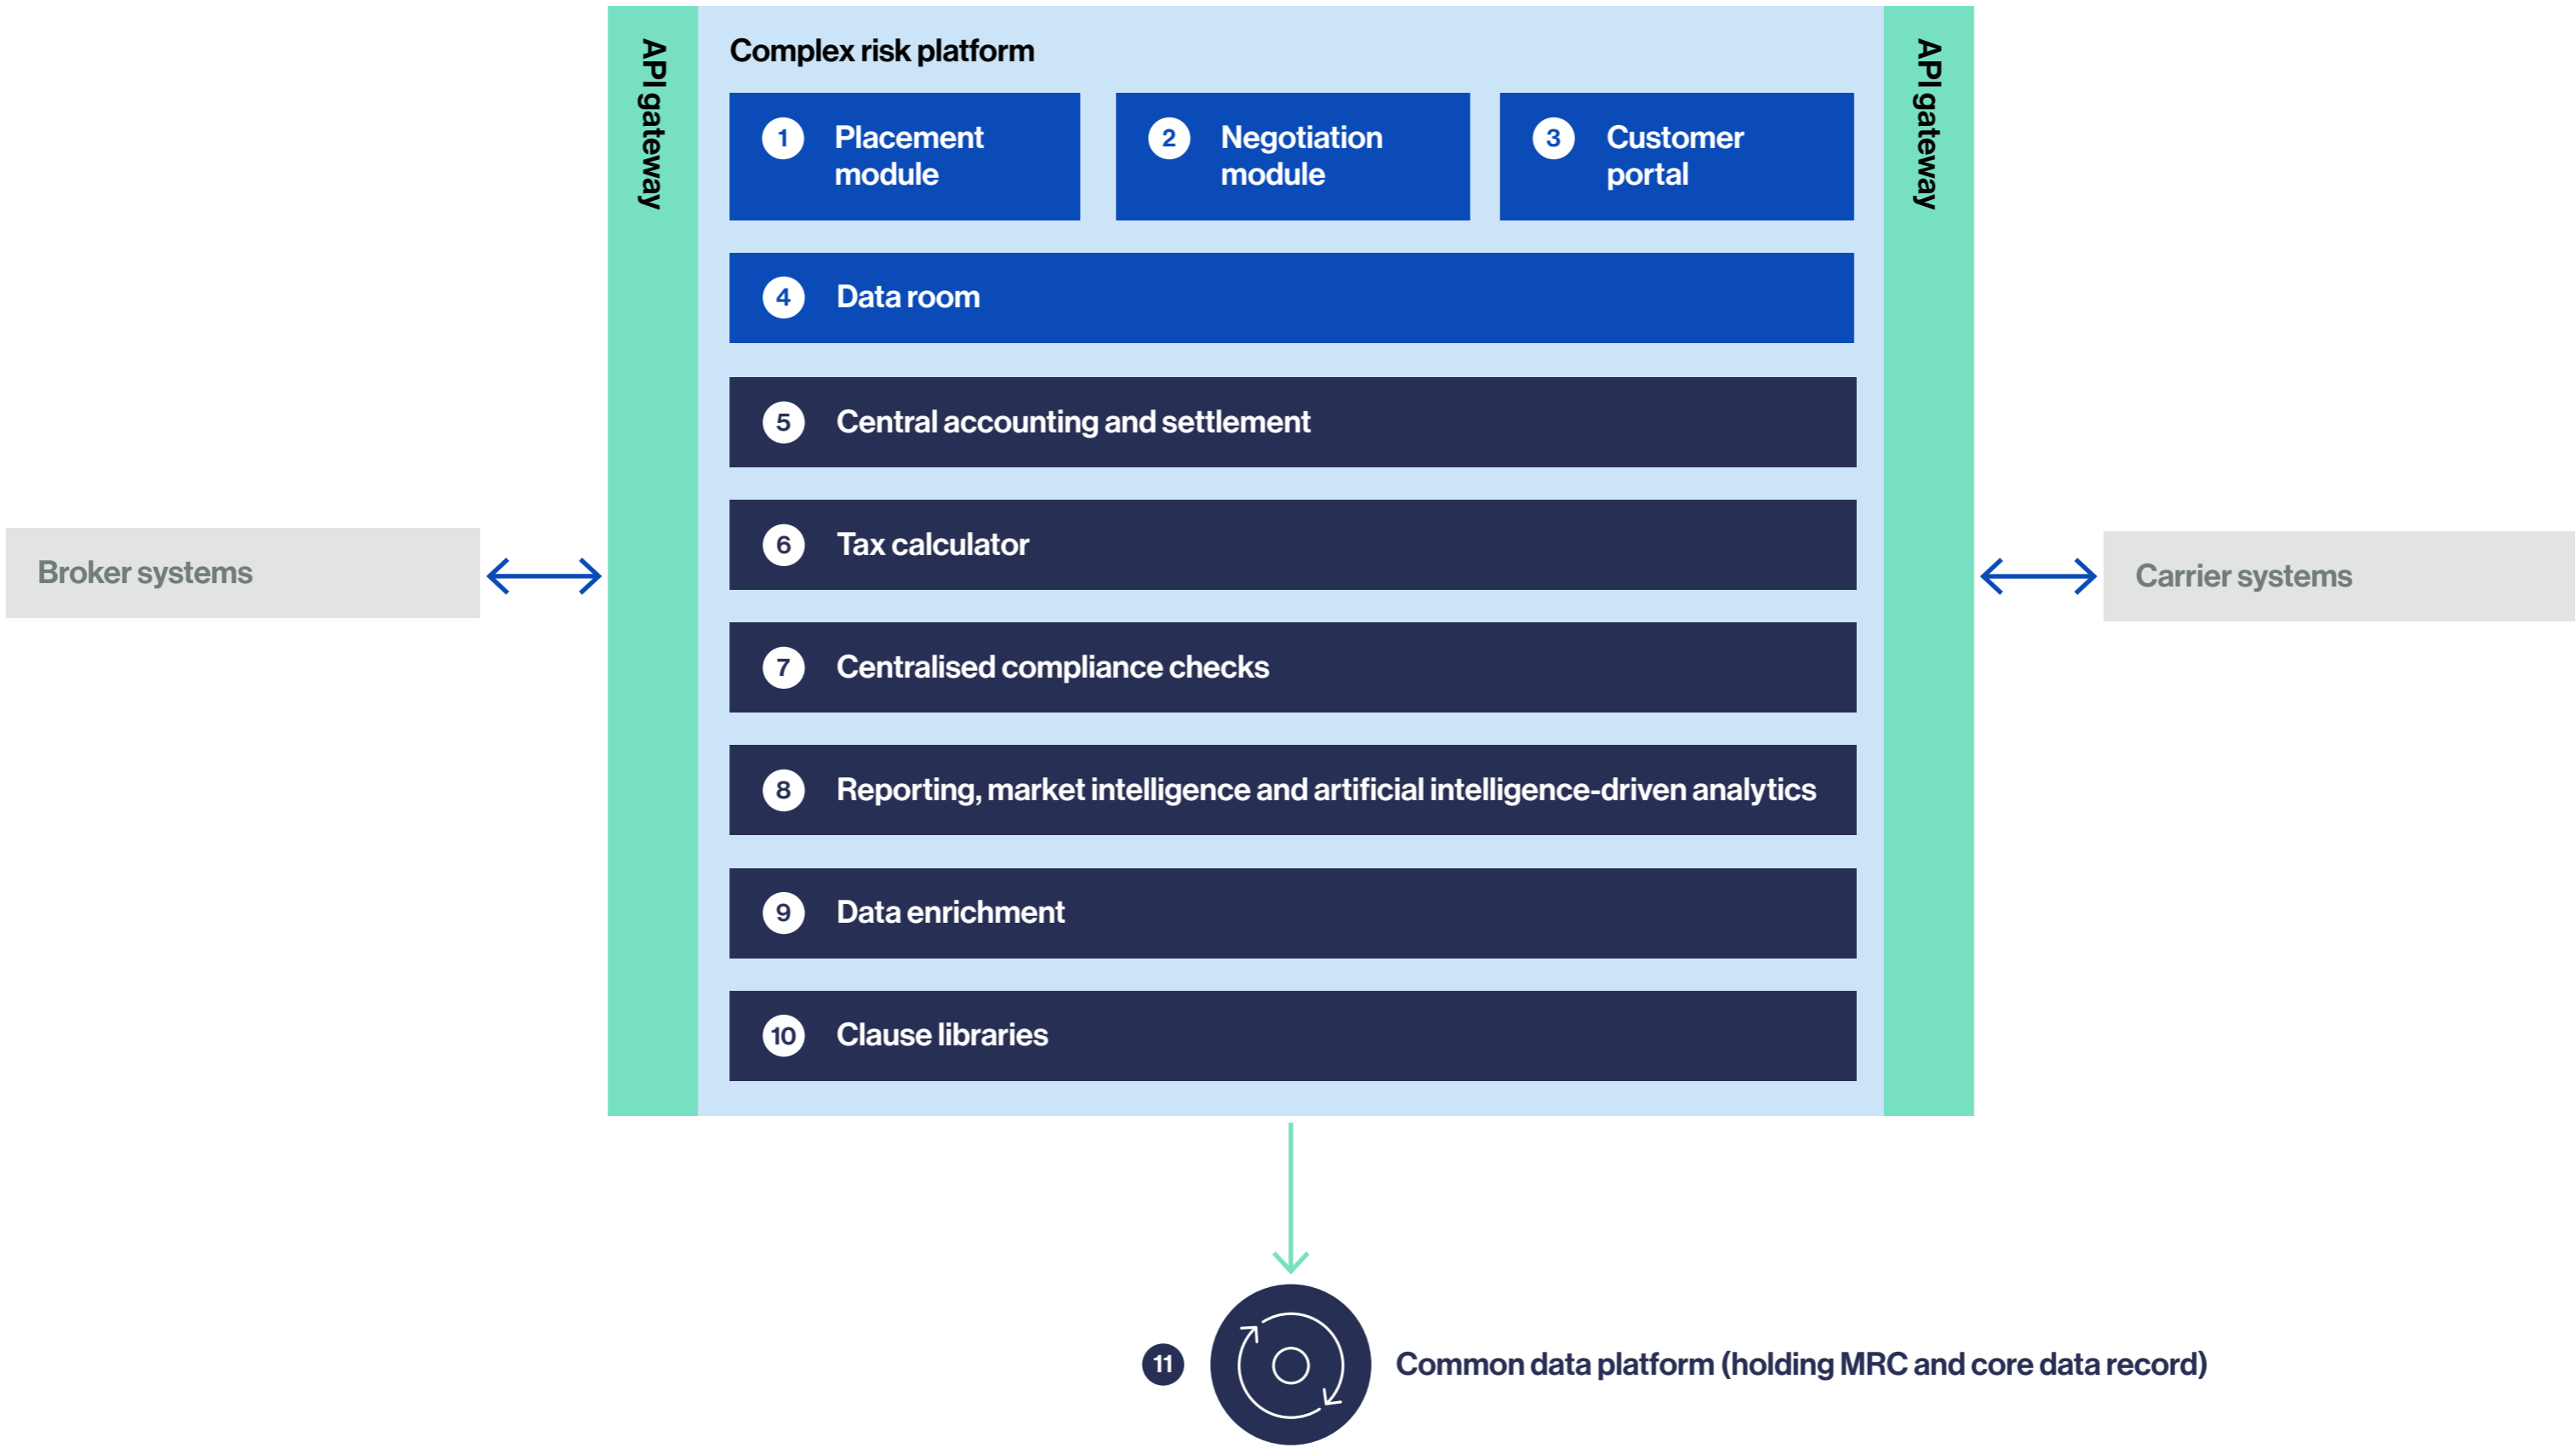 API gateway
Complex risk platform
API gateway
1
Placement
module
2
Negotiation
module
3
Customer
portal
4
Data room
5
Central accounting and settlement
6
Tax calculator
Broker systems
Carrier systems
7
Centralised compliance checks
8
Reporting, market intelligence and artificial intelligence-driven analytics
9
Data enrichment
10
Clause libraries
11
Common data platform (holding MRC and core data record)